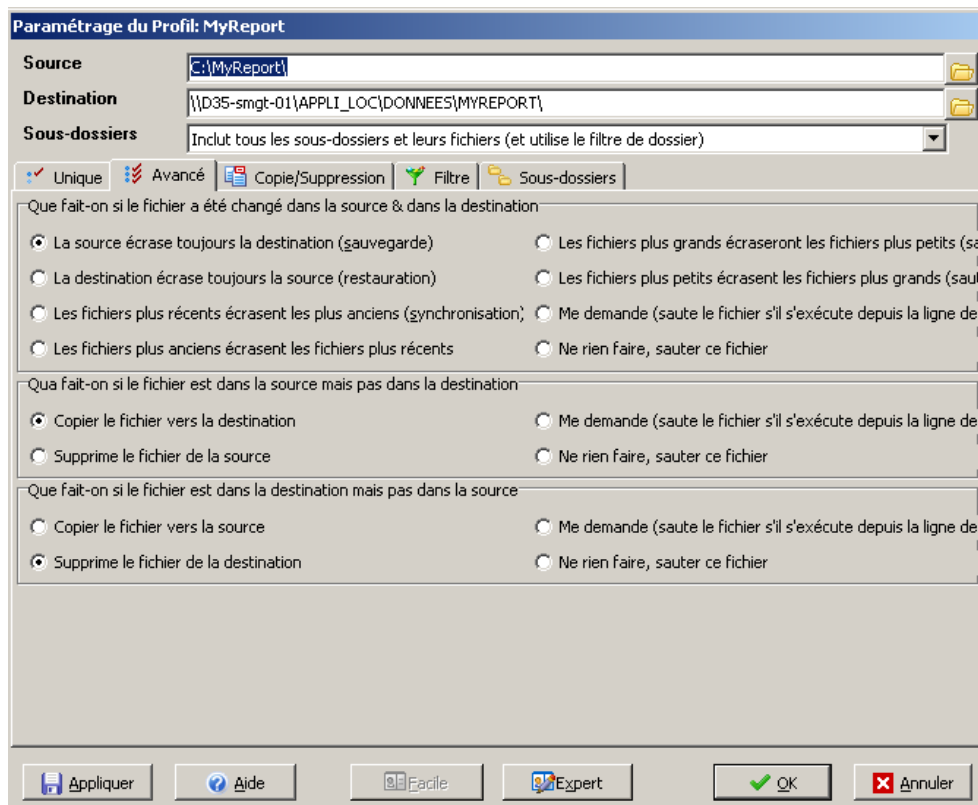 Paramétrage du Profil: MyReport
Source C:\MyReport\
Destination \\D35-smgt-01\APPLI_LOC\DONNEES\MYREPORT\
Sous-dossiers Inclut tous les sous-dossiers et leurs fichiers (et utilise le filtre de dossier)
Unique Avancé Copie/Suppression Filtre Sous-dossiers
Que fait-on si le fichier a été changé dans la source & dans la destination
La source écrase toujours la destination (sauvegarde) Les fichiers plus grands écraseront les fichiers plus petits (sa
La destination écrase toujours la source (restauration) Les fichiers plus petits écrasent les fichiers plus grands (saut
Les fichiers plus récents écrasent les plus anciens (synchronisation) Me demande (saute le fichier s'il s'exécute depuis la ligne de
Les fichiers plus anciens écrasent les fichiers plus récents Ne rien faire, sauter ce fichier
Qua fait-on si le fichier est dans la source mais pas dans la destination
Copier le fichier vers la destination Me demande (saute le fichier s'il s'exécute depuis la ligne de
Supprime le fichier de la source Ne rien faire, sauter ce fichier
Que fait-on si le fichier est dans la destination mais pas dans la source
Copier le fichier vers la source Me demande (saute le fichier s'il s'exécute depuis la ligne de
Supprime le fichier de la destination Ne rien faire, sauter ce fichier
Appliquer Aide Facile Expert OK Annuler